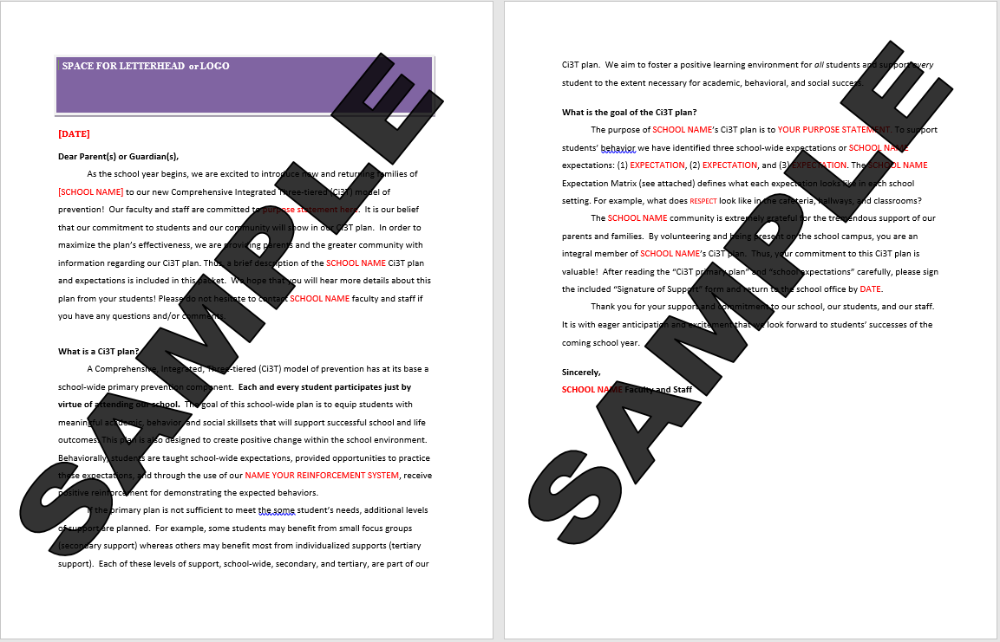 SPACE FOR LETTERHEAD or LOGO
[DATE]
Dear Parent(s) or Guardian(s),
As the school year begins, we are excited to introduce new and returning families of
[SCHOOL NAME] to our new Comprehensive Integrated Three-tiered (Ci3T) model of
prevention! Our faculty and staff are committed to purpose statement here. It is our belief
that our commitment to students and our community will show in our Ci3T plan. In order to
maximize the plan's effectiveness, we are providing parents and the greater community with
information regarding our Ci3T plan. Thus, a brief description of the SCHOOL NAME Ci3T plan
and expectations is included in this packet. We hope that you will hear more details about this
plan from your students! Please do not hesitate to contact SCHOOL NAME faculty and staff if
you have any questions and/or comments.
What is a Ci3T plan?
A Comprehensive, Integrated, Three-tiered (Ci3T) model of prevention has at its base a
school-wide primary prevention component. Each and every student participates just by
virtue of attending our school. The goal of this school-wide plan is to equip students with
meaningful academic, behavior, and social skillsets that will support successful school and life
outcomes. This plan is also designed to create positive change within the school environment.
Behaviorally, students are taught school-wide expectations, provided opportunities to practice
these expectations, and through the use of our NAME YOUR REINFORCEMENT SYSTEM, receive
positive reinforcement for demonstrating the expected behaviors.
If the primary plan is not sufficient to meet the some student's needs, additional levels
of support are planned. For example, some students may benefit from small focus groups
(secondary support) whereas others may benefit most from individualized supports (tertiary
support). Each of these levels of support, school-wide, secondary, and tertiary, are part of our
SAMPLE
Ci3T plan. We aim to foster a positive learning environment for all students and support every
student to the extent necessary for academic, behavioral, and social success.
What is the goal of the Ci3T plan?
The purpose of SCHOOL NAME's Ci3T plan is to YOUR PURPOSE STATEMENT. To support
students' behavior we have identified three school-wide expectations or SCHOOL NAME
expectations: (1) EXPECTATION, (2) EXPECTATION, and (3) EXPECTATION. The SCHOOL NAME
Expectation Matrix (see attached) defines what each expectation looks like in each school
setting. For example, what does RESPECT look like in the cafeteria, hallways, and classrooms?
The SCHOOL NAME community is extremely grateful for the tremendous support of our
parents and families. By volunteering and being present on the school campus, you are an
integral member of SCHOOL NAME's Ci3T plan. Thus, your commitment to this Ci3T plan is
valuable! After reading the "Ci3T primary plan" and "school expectations" carefully, please sign
the included "Signature of Support" form and return to the school office by DATE.
Thank you for your support and commitment to our school, our students, and our staff.
It is with eager anticipation and excitement that we look forward to students' successes of the
coming school year.
Sincerely,
SCHOOL NAME Faculty and Staff
SAMPLE